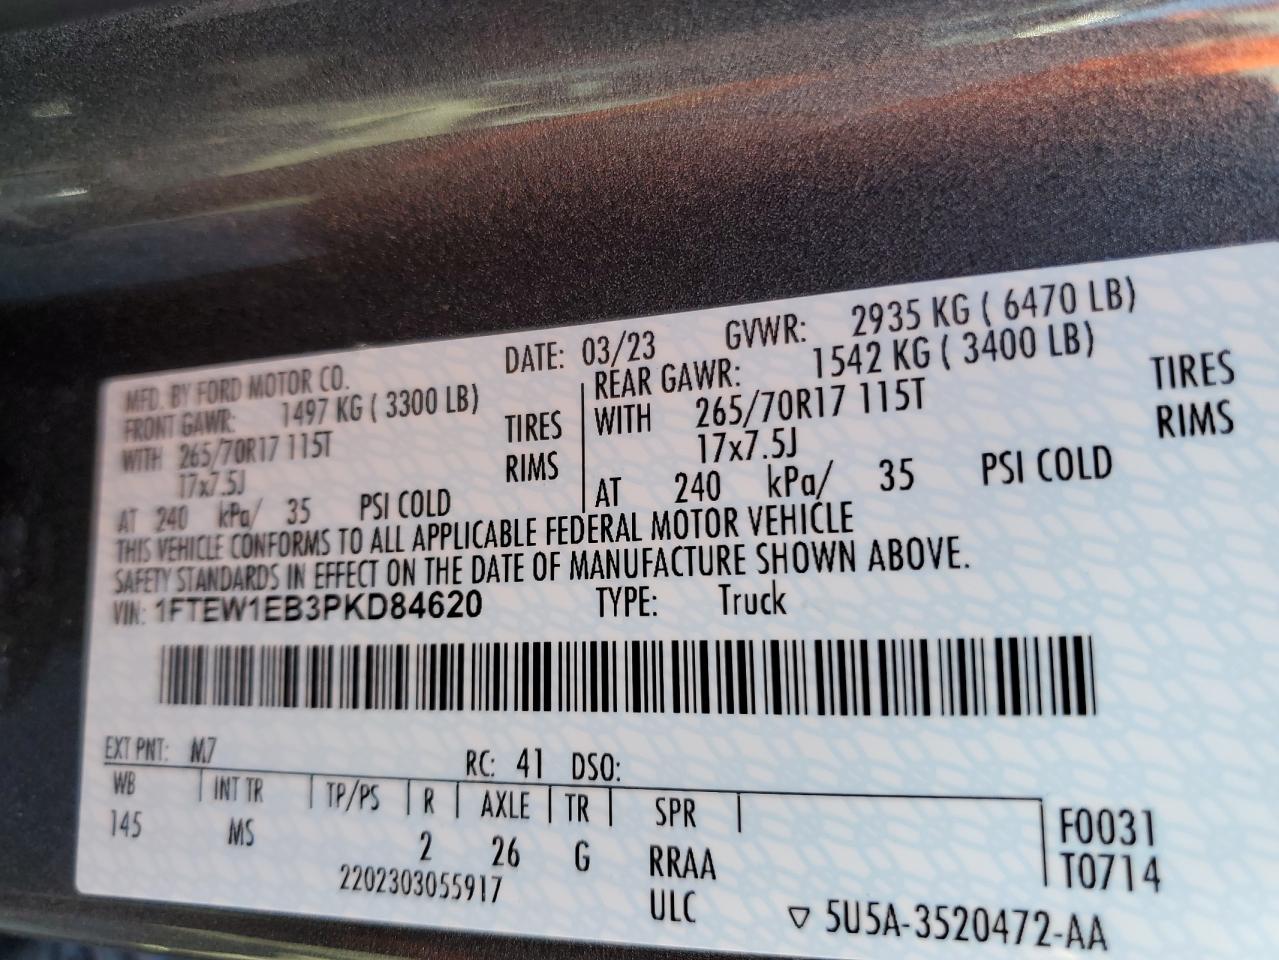 MFD. BY FORD MOTOR CO. DATE: 03/23 GVWR: 2935 KG ( 6470 LB)
FRONT GAWR: 1497 KG ( 3300 LB) REAR GAWR: 1542 KG ( 3400 LB)
WITH 265/70R17 115T TIRES WITH 265/70R17 115T TIRES
17x7.5J RIMS 17x7.5J RIMS
AT 240 kPa/ 35 PSI COLD AT 240 kPa/ 35 PSI COLD
THIS VEHICLE CONFORMS TO ALL APPLICABLE FEDERAL MOTOR VEHICLE
SAFETY STANDARDS IN EFFECT ON THE DATE OF MANUFACTURE SHOWN ABOVE.
VIN: 1FTEW1EB3PKD84620 TYPE: Truck
EXT PNT: M7 RC: 41 DSO:
WB INT TR TP/PS R AXLE TR SPR F0031
145 MS 2 26 G RRAA T0714
2202303055917 ULC ▽ 5U5A-3520472-AA